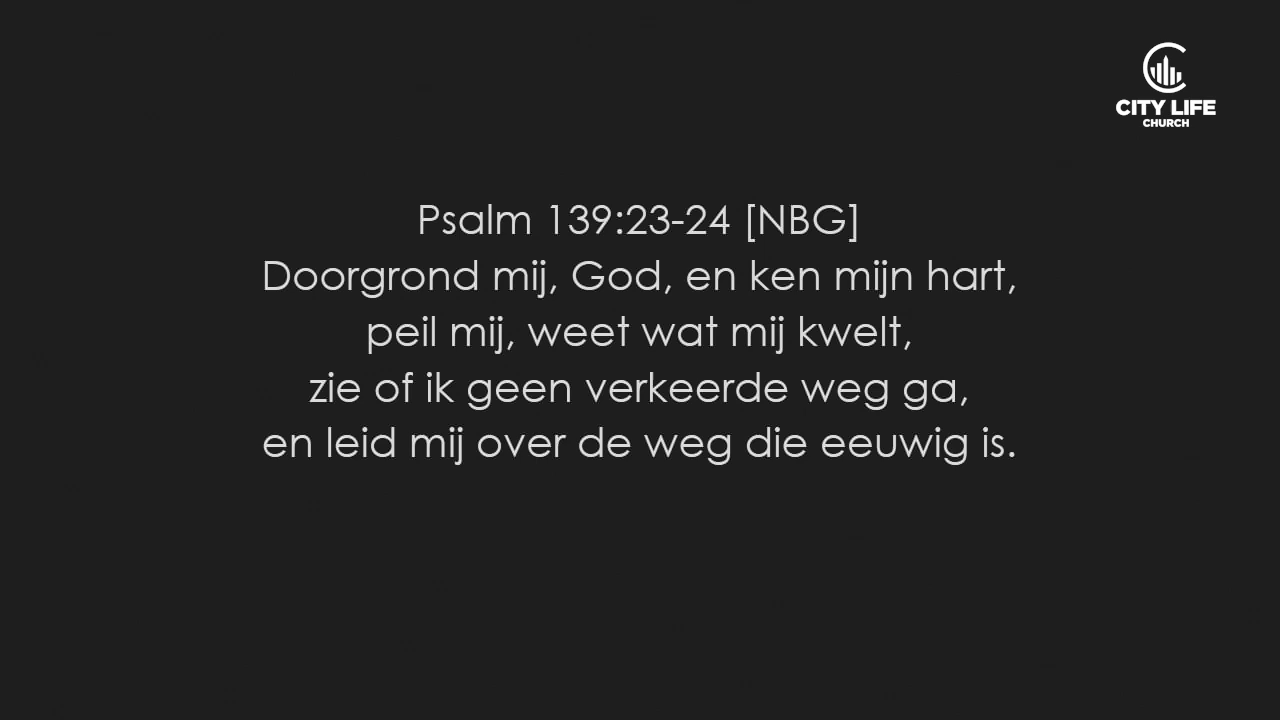 CITY LIFE
CHURCH
Psalm 139:23-24 [NBG]
Doorgrond mij, God, en ken mijn hart,
peil mij, weet wat mij kwelt,
zie of ik geen verkeerde weg ga,
en leid mij over de weg die eeuwig is.